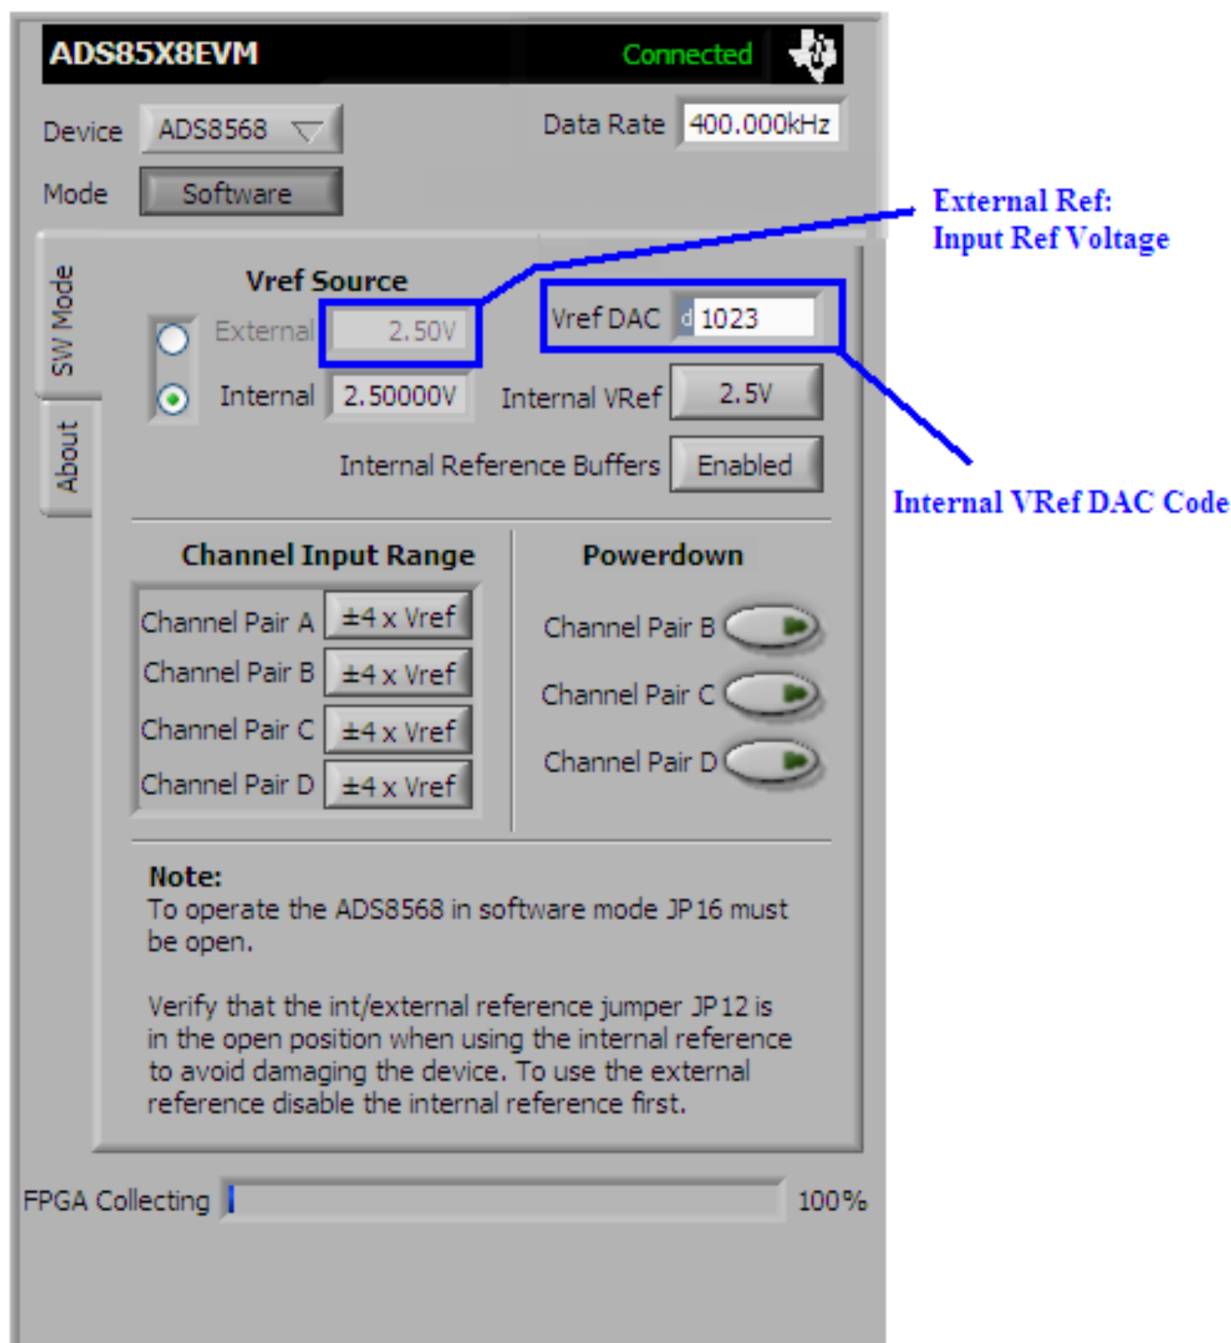 ADS85X8EVM Connected
Device ADS8568 Data Rate 400.000kHz
Mode Software
External Ref:
Input Ref Voltage
SW Mode
About
Vref Source
External 2.50V
Vref DAC d 1023
Internal 2.50000V
Internal VRef 2.5V
Internal Reference Buffers Enabled
Internal VRef DAC Code
Channel Input Range
Channel Pair A ±4 x Vref
Channel Pair B ±4 x Vref
Channel Pair C ±4 x Vref
Channel Pair D ±4 x Vref
Powerdown
Channel Pair B
Channel Pair C
Channel Pair D
Note:
To operate the ADS8568 in software mode JP16 must
be open.
Verify that the int/external reference jumper JP12 is
in the open position when using the internal reference
to avoid damaging the device. To use the external
reference disable the internal reference first.
FPGA Collecting 100%